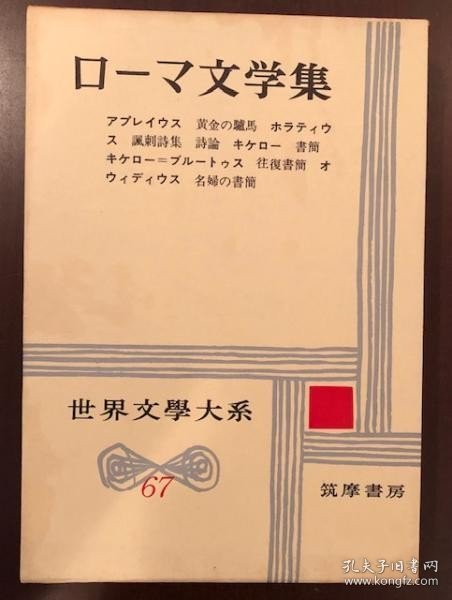 ローマ文学集
アプレイウス 黄金の驢馬 ホラティウ
ス 諷刺詩集 詩論 キケロー 書簡
キケロー＝ブルートゥス 往復書簡 オ
ウィディウス 名婦の書簡
世界文學大系
67
筑摩書房
孔夫子旧书网
www.kongfz.com